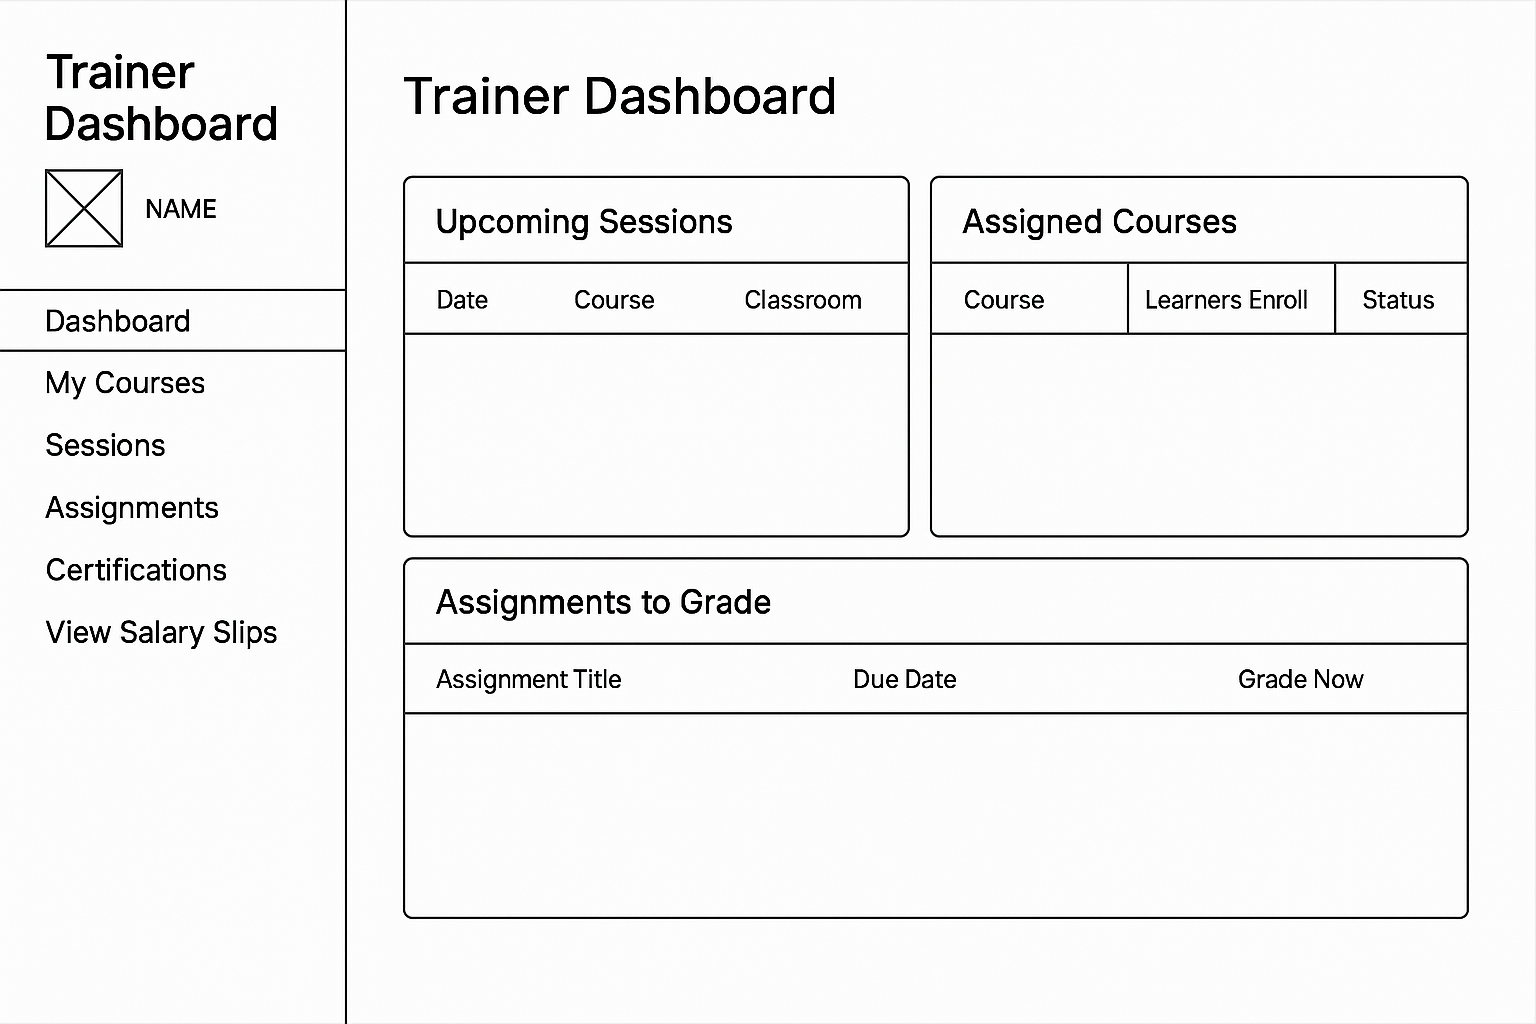 Trainer
Dashboard
NAME
Dashboard
My Courses
Sessions
Assignments
Certifications
View Salary Slips
Trainer Dashboard
Upcoming Sessions
Date Course Classroom
Assigned Courses
Course Learners Enroll Status
Assignments to Grade
Assignment Title Due Date Grade Now